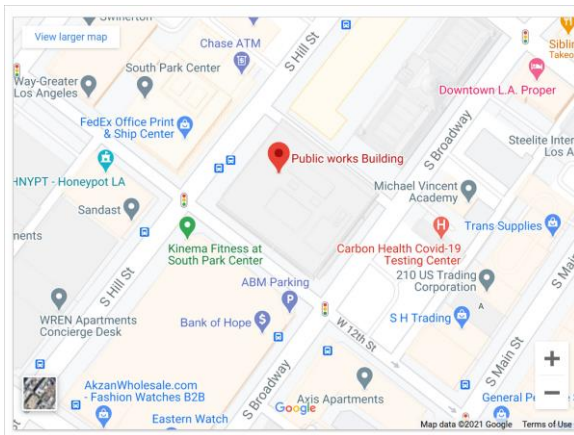 Swinerton
View larger map
Chase ATM
S Hill St
Siblin
Takeo
South Park Center
Way-Greater
Los Angeles
Downtown L.A. Proper
FedEx Office Print
& Ship Center
S Broadway
Steelite Inter
Los A
Public works Building
HNYPT - Honeypot LA
Michael Vincent
Academy
Sandast
Trans Supplies
ments
Kinema Fitness at
South Park Center
Carbon Health Covid-19
Testing Center
S Hill St
ABM Parking
210 US Trading
Corporation
S Main
WREN Apartments
Concierge Desk
Bank of Hope
S H Trading
W 12th St
S Main St
AkzanWholesale.com
- Fashion Watches B2B
S Broadway
Axis Apartments
Google
General P
Eastern Watch
Map data ©2021 Google
Terms of Use